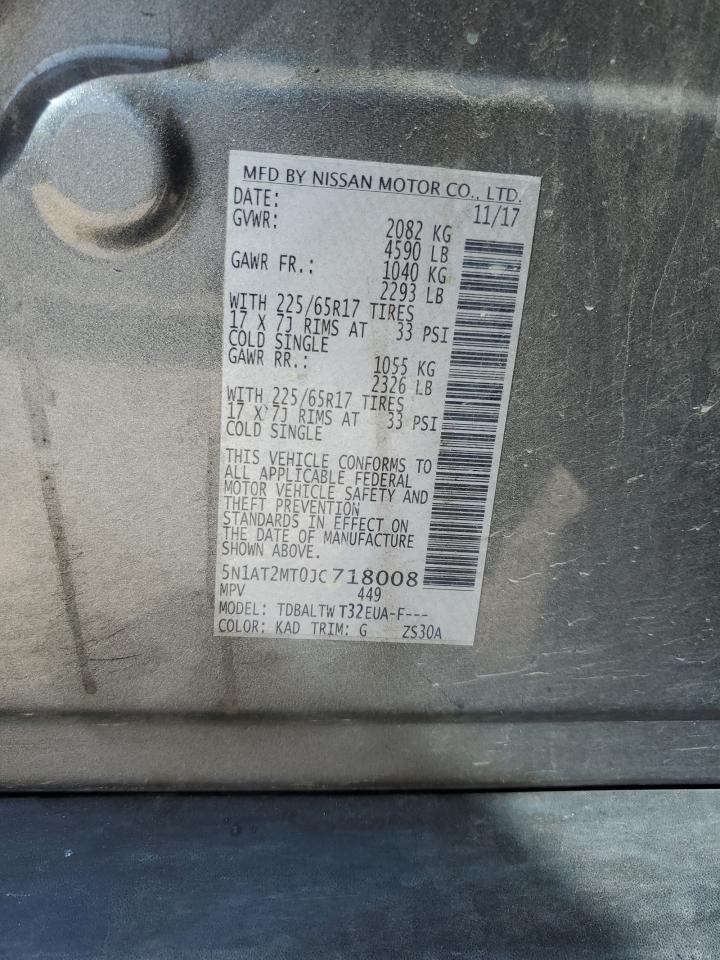 MFD BY NISSAN MOTOR CO., LTD.
DATE: 11/17
GVWR: 2082 KG
4590 LB
GAWR FR.: 1040 KG
2293 LB
WITH 225/65R17 TIRES
17 X 7J RIMS AT 33 PSI
COLD SINGLE
GAWR RR.: 1055 KG
2326 LB
WITH 225/65R17 TIRES
17 X 7J RIMS AT 33 PSI
COLD SINGLE
THIS VEHICLE CONFORMS TO
ALL APPLICABLE FEDERAL
MOTOR VEHICLE SAFETY AND
THEFT PREVENTION
STANDARDS IN EFFECT ON
THE DATE OF MANUFACTURE
SHOWN ABOVE.
5N1AT2MT0JC718008
MPV 449
MODEL: TDBALTW T32EUA-F---
COLOR: KAD TRIM: G ZS30A